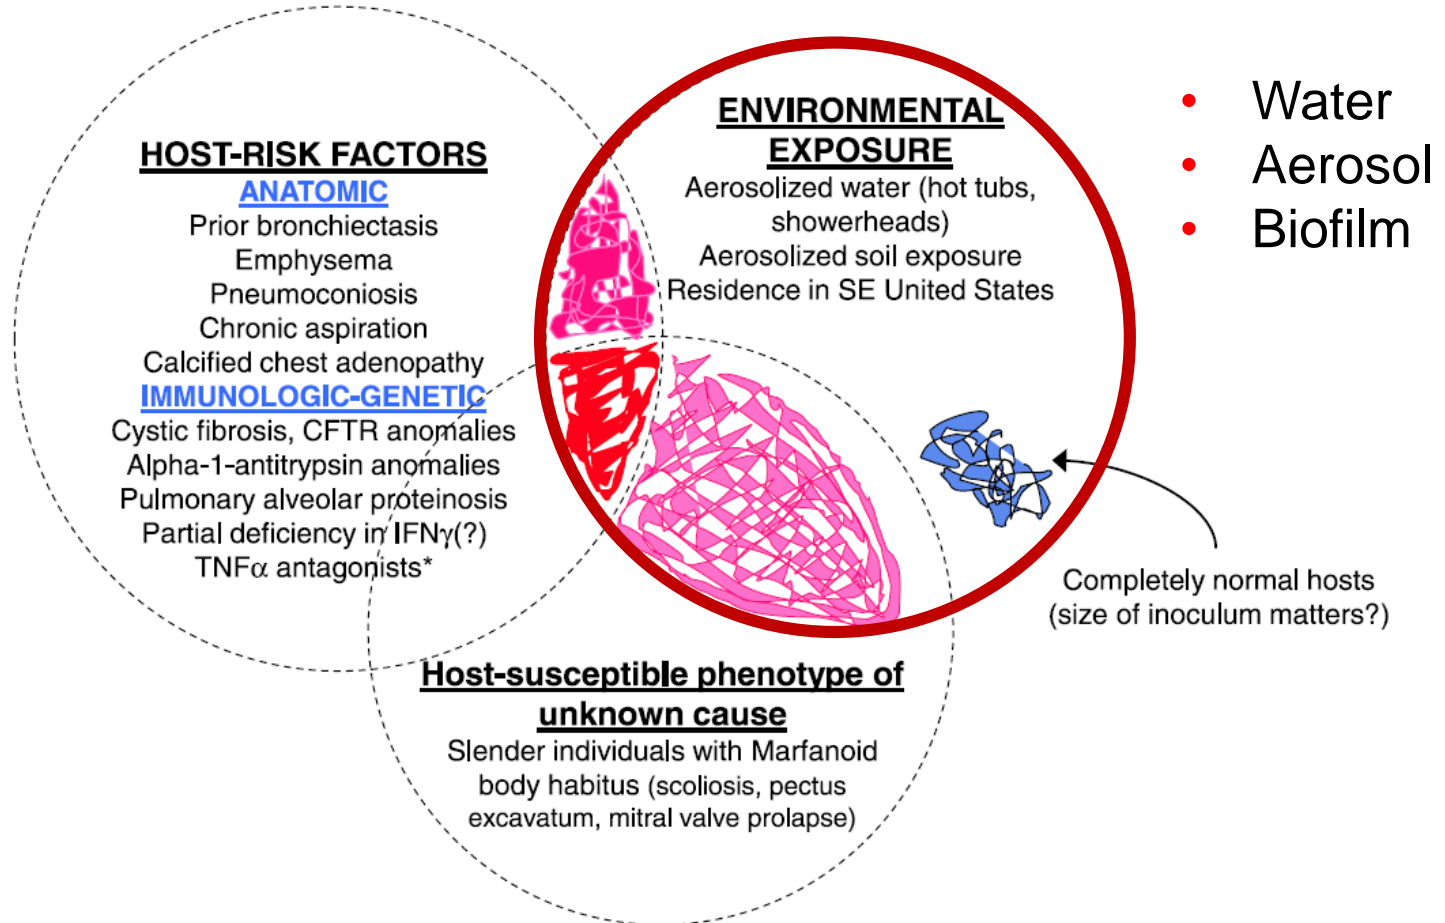 HOST-RISK FACTORS
ANATOMIC
Prior bronchiectasis
Emphysema
Pneumoconiosis
Chronic aspiration
Calcified chest adenopathy
IMMUNOLOGIC-GENETIC
Cystic fibrosis, CFTR anomalies
Alpha-1-antitrypsin anomalies
Pulmonary alveolar proteinosis
Partial deficiency in IFNγ(?)
TNFα antagonists*
ENVIRONMENTAL
EXPOSURE
Aerosolized water (hot tubs,
showerheads)
Aerosolized soil exposure
Residence in SE United States
• Water
• Aerosol
• Biofilm
Completely normal hosts
(size of inoculum matters?)
Host-susceptible phenotype of
unknown cause
Slender individuals with Marfanoid
body habitus (scoliosis, pectus
excavatum, mitral valve prolapse)